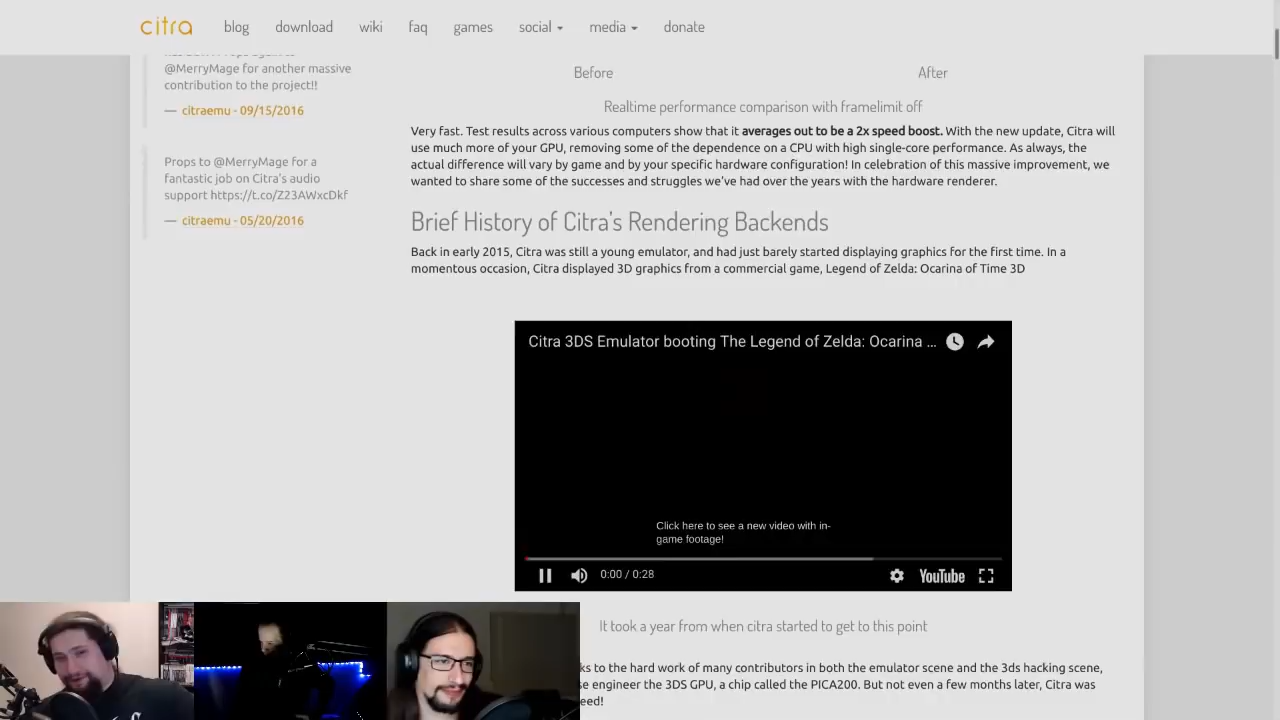 citra
blog
download
wiki
faq
games
social
media
donate
@MerryMage for another massive
contribution to the project!!
— citraemu - 09/15/2016
Props to @MerryMage for a
fantastic job on Citra's audio
support https://t.co/Z23AWxcDkf
— citraemu - 05/20/2016
Before
After
Realtime performance comparison with framelimit off
Very fast. Test results across various computers show that it averages out to be a 2x speed boost. With the new update, Citra will
use much more of your GPU, removing some of the dependence on a CPU with high single-core performance. As always, the
actual difference will vary by game and by your specific hardware configuration! In celebration of this massive improvement, we
wanted to share some of the successes and struggles we've had over the years with the hardware renderer.
Brief History of Citra's Rendering Backends
Back in early 2015, Citra was still a young emulator, and had just barely started displaying graphics for the first time. In a
momentous occasion, Citra displayed 3D graphics from a commercial game, Legend of Zelda: Ocarina of Time 3D
Citra 3DS Emulator booting The Legend of Zelda: Ocarina ...
Click here to see a new video with in-
game footage!
0:00 / 0:28
YouTube
It took a year from when citra started to get to this point
ks to the hard work of many contributors in both the emulator scene and the 3ds hacking scene,
se engineer the 3DS GPU, a chip called the PICA200. But not even a few months later, Citra was
eed!